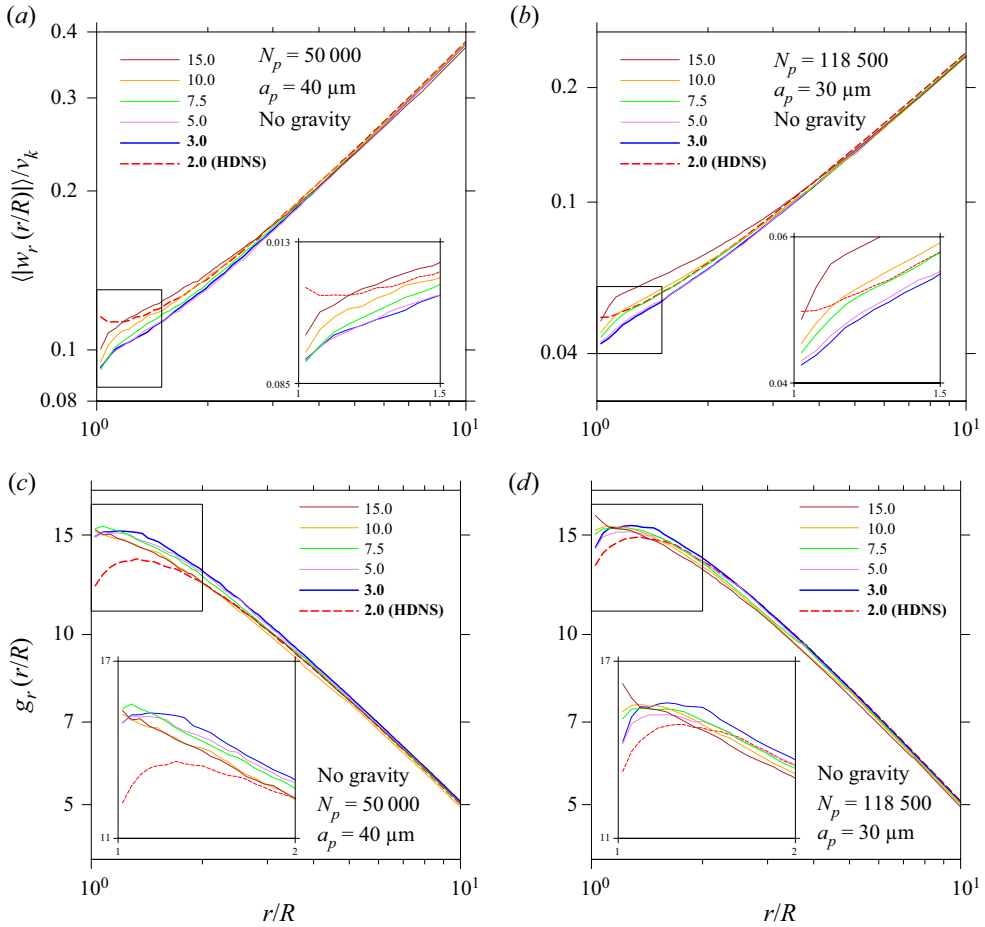 (a)
0.4
0.3
0.2
0.1
0.08
⟨|w_r (r/R)|⟩/v_k
15.0
10.0
7.5
5.0
3.0
2.0 (HDNS)
N_p = 50 000
a_p = 40 µm
No gravity
0.013
0.085
1
1.5
10^0
10^1
(b)
0.2
0.1
0.04
15.0
10.0
7.5
5.0
3.0
2.0 (HDNS)
N_p = 118 500
a_p = 30 µm
No gravity
0.06
0.04
1
1.5
10^0
10^1
(c)
15
10
7
5
g_r (r/R)
15.0
10.0
7.5
5.0
3.0
2.0 (HDNS)
17
11
1
2
No gravity
N_p = 50 000
a_p = 40 µm
10^0
10^1
r/R
(d)
15
10
7
5
15.0
10.0
7.5
5.0
3.0
2.0 (HDNS)
17
11
1
2
No gravity
N_p = 118 500
a_p = 30 µm
10^0
10^1
r/R